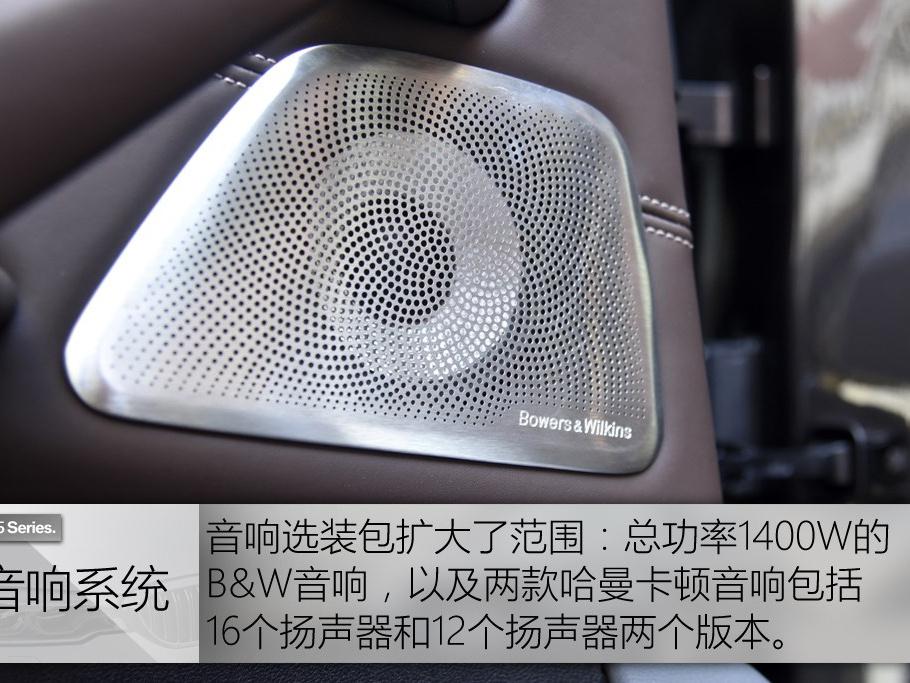 Bowers & Wilkins
5 Series.
音响系统
音响选装包扩大了范围：总功率1400W的
B&W音响，以及两款哈曼卡顿音响包括
16个扬声器和12个扬声器两个版本。